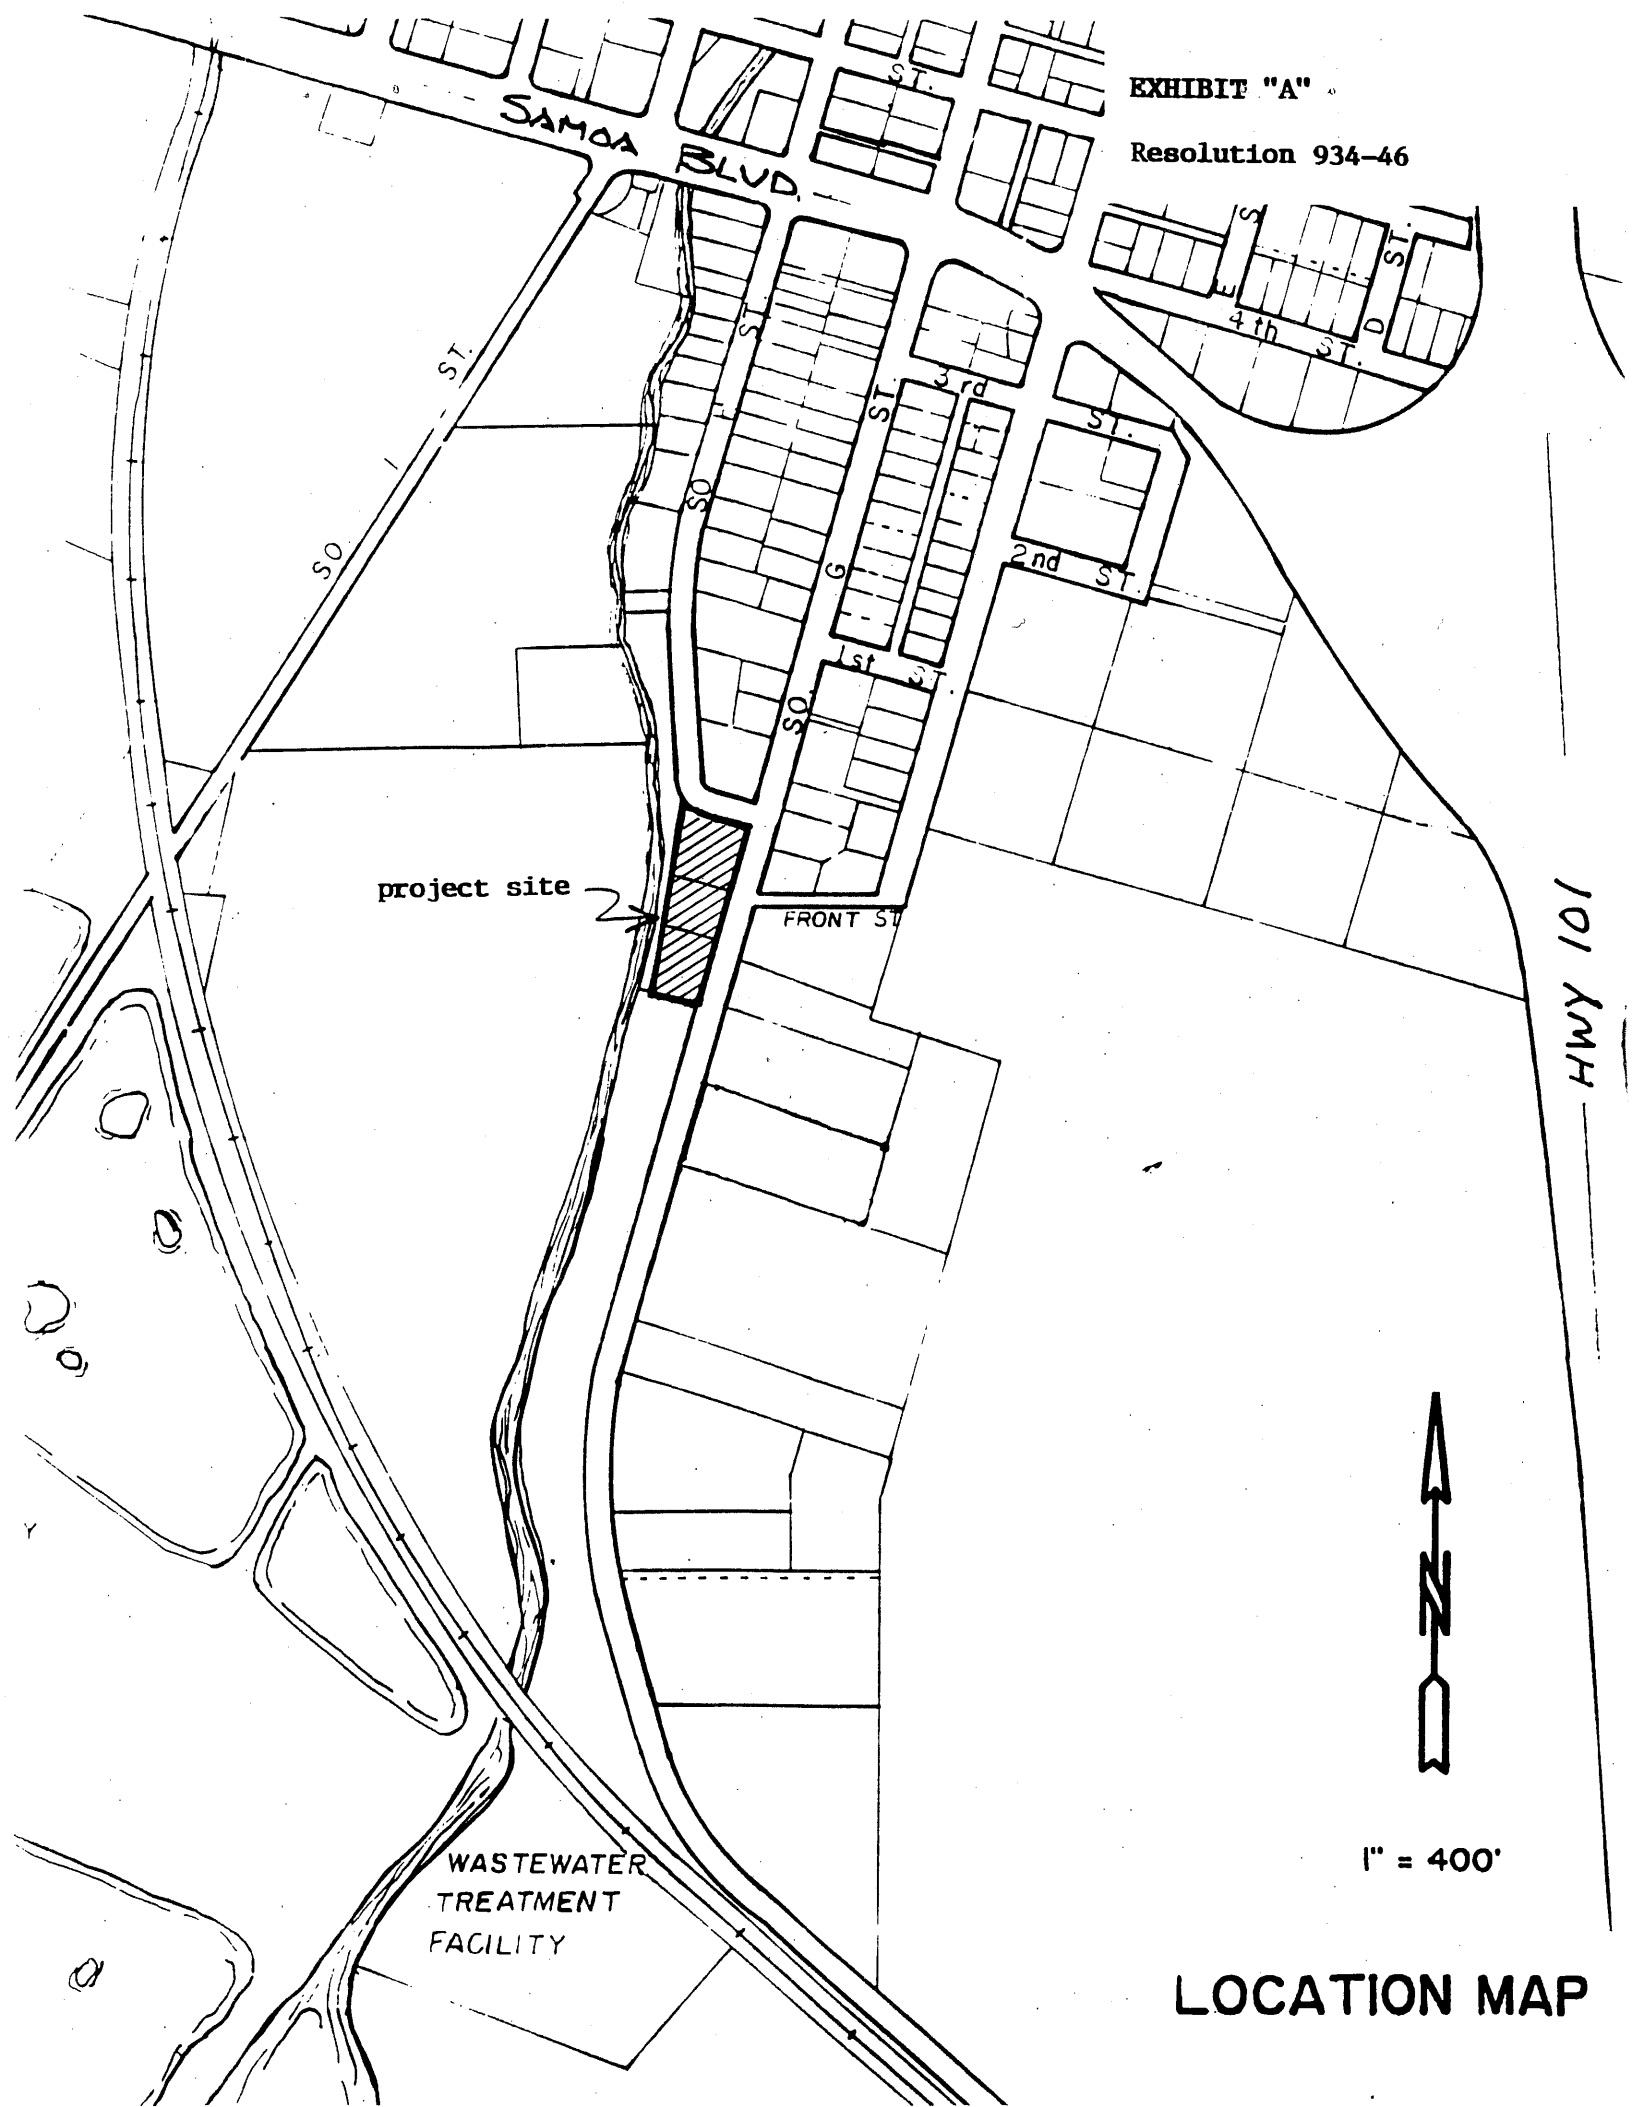 EXHIBIT "A"
Resolution 934-46
ST.
SAMOA BLVD.
SO. I ST.
SO. ST.
SO. G ST.
3rd ST.
2nd ST.
1st ST.
E S
4th ST.
D ST.
FRONT ST
project site
HWY 101
N
1" = 400'
WASTEWATER
TREATMENT
FACILITY
Y
LOCATION MAP